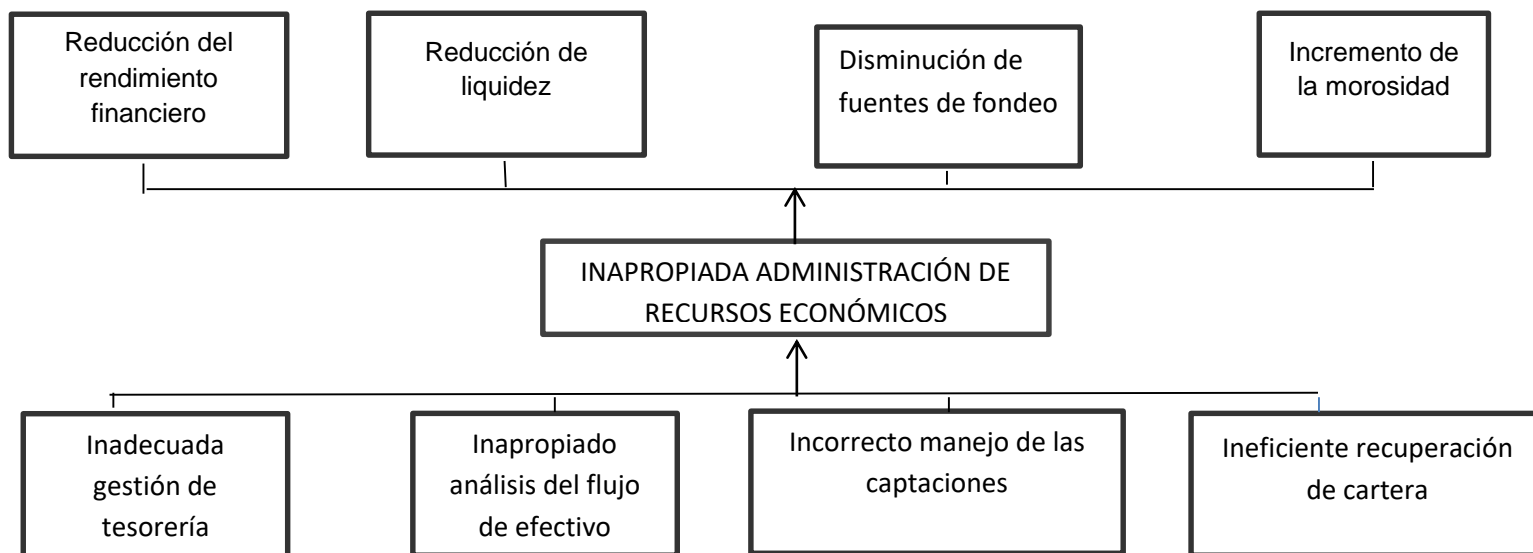 Reducción del
rendimiento
financiero
Reducción de
liquidez
Disminución de
fuentes de fondeo
Incremento de
la morosidad
INAPROPIADA ADMINISTRACIÓN DE
RECURSOS ECONÓMICOS
Inadecuada
gestión de
tesorería
Inapropiado
análisis del flujo
de efectivo
Incorrecto manejo de las
captaciones
Ineficiente recuperación
de cartera